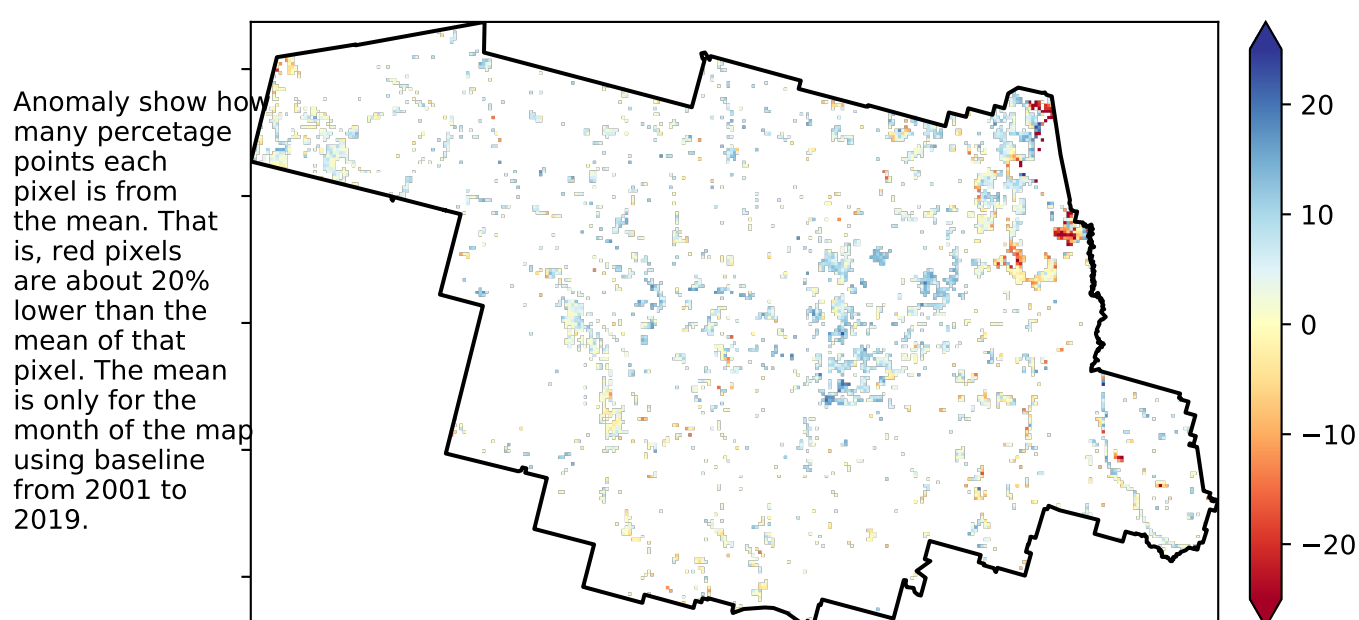 Anomaly show how
many percetage
points each
pixel is from
the mean. That
is, red pixels
are about 20%
lower than the
mean of that
pixel. The mean
is only for the
month of the map
using baseline
from 2001 to
2019.
20
10
0
−10
−20